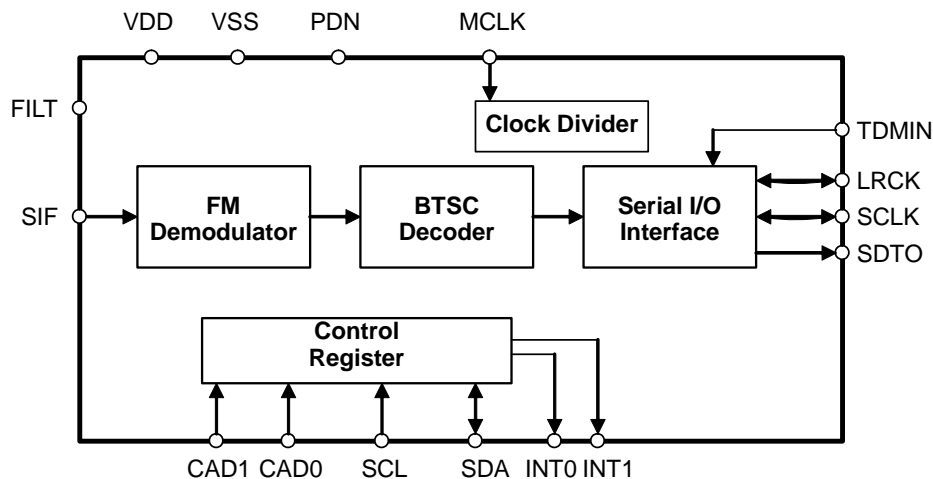 VDD VSS PDN MCLK
FILT
Clock Divider
TDMIN
LRCK
SIF
FM
Demodulator
BTSC
Decoder
Serial I/O
Interface
SCLK
SDTO
Control
Register
CAD1 CAD0 SCL SDA INT0 INT1